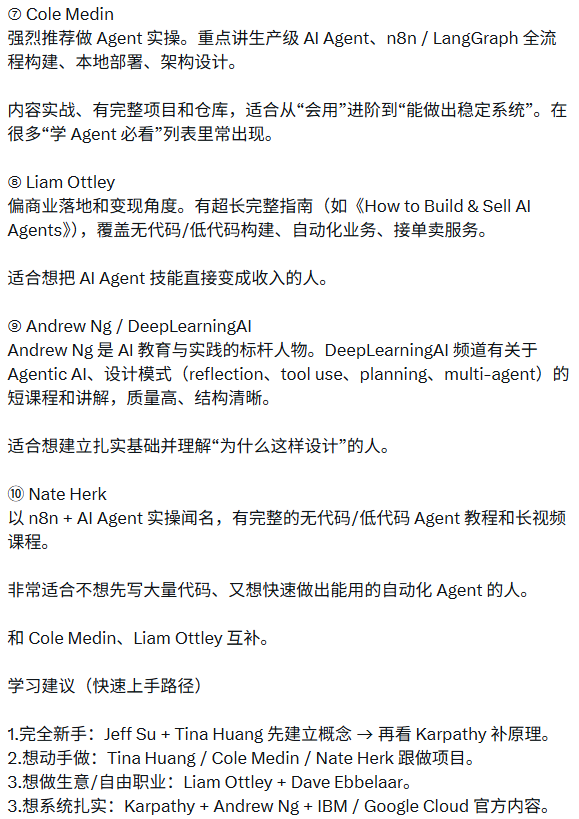 ⑦ Cole Medin
强烈推荐做 Agent 实操。重点讲生产级 AI Agent、n8n / LangGraph 全流
程构建、本地部署、架构设计。
内容实战、有完整项目和仓库，适合从“会用”进阶到“能做出稳定系统”。在
很多“学 Agent 必看”列表里常出现。
⑧ Liam Ottley
偏商业落地和变现角度。有超长完整指南（如《How to Build & Sell AI
Agents》），覆盖无代码/低代码构建、自动化业务、接单卖服务。
适合想把 AI Agent 技能直接变成收入的人。
⑨ Andrew Ng / DeepLearningAI
Andrew Ng 是 AI 教育与实践的标杆人物。DeepLearningAI 频道有关于
Agentic AI、设计模式（reflection、tool use、planning、multi-agent）的
短课程和讲解，质量高、结构清晰。
适合想建立扎实基础并理解“为什么这样设计”的人。
⑩ Nate Herk
以 n8n + AI Agent 实操闻名，有完整的无代码/低代码 Agent 教程和长视频
课程。
非常适合不想先写大量代码、又想快速做出能用的自动化 Agent 的人。
和 Cole Medin、Liam Ottley 互补。
学习建议（快速上手路径）
1.完全新手：Jeff Su + Tina Huang 先建立概念 → 再看 Karpathy 补原理。
2.想动手做：Tina Huang / Cole Medin / Nate Herk 跟做项目。
3.想做生意/自由职业：Liam Ottley + Dave Ebbelaar。
3.想系统扎实：Karpathy + Andrew Ng + IBM / Google Cloud 官方内容。